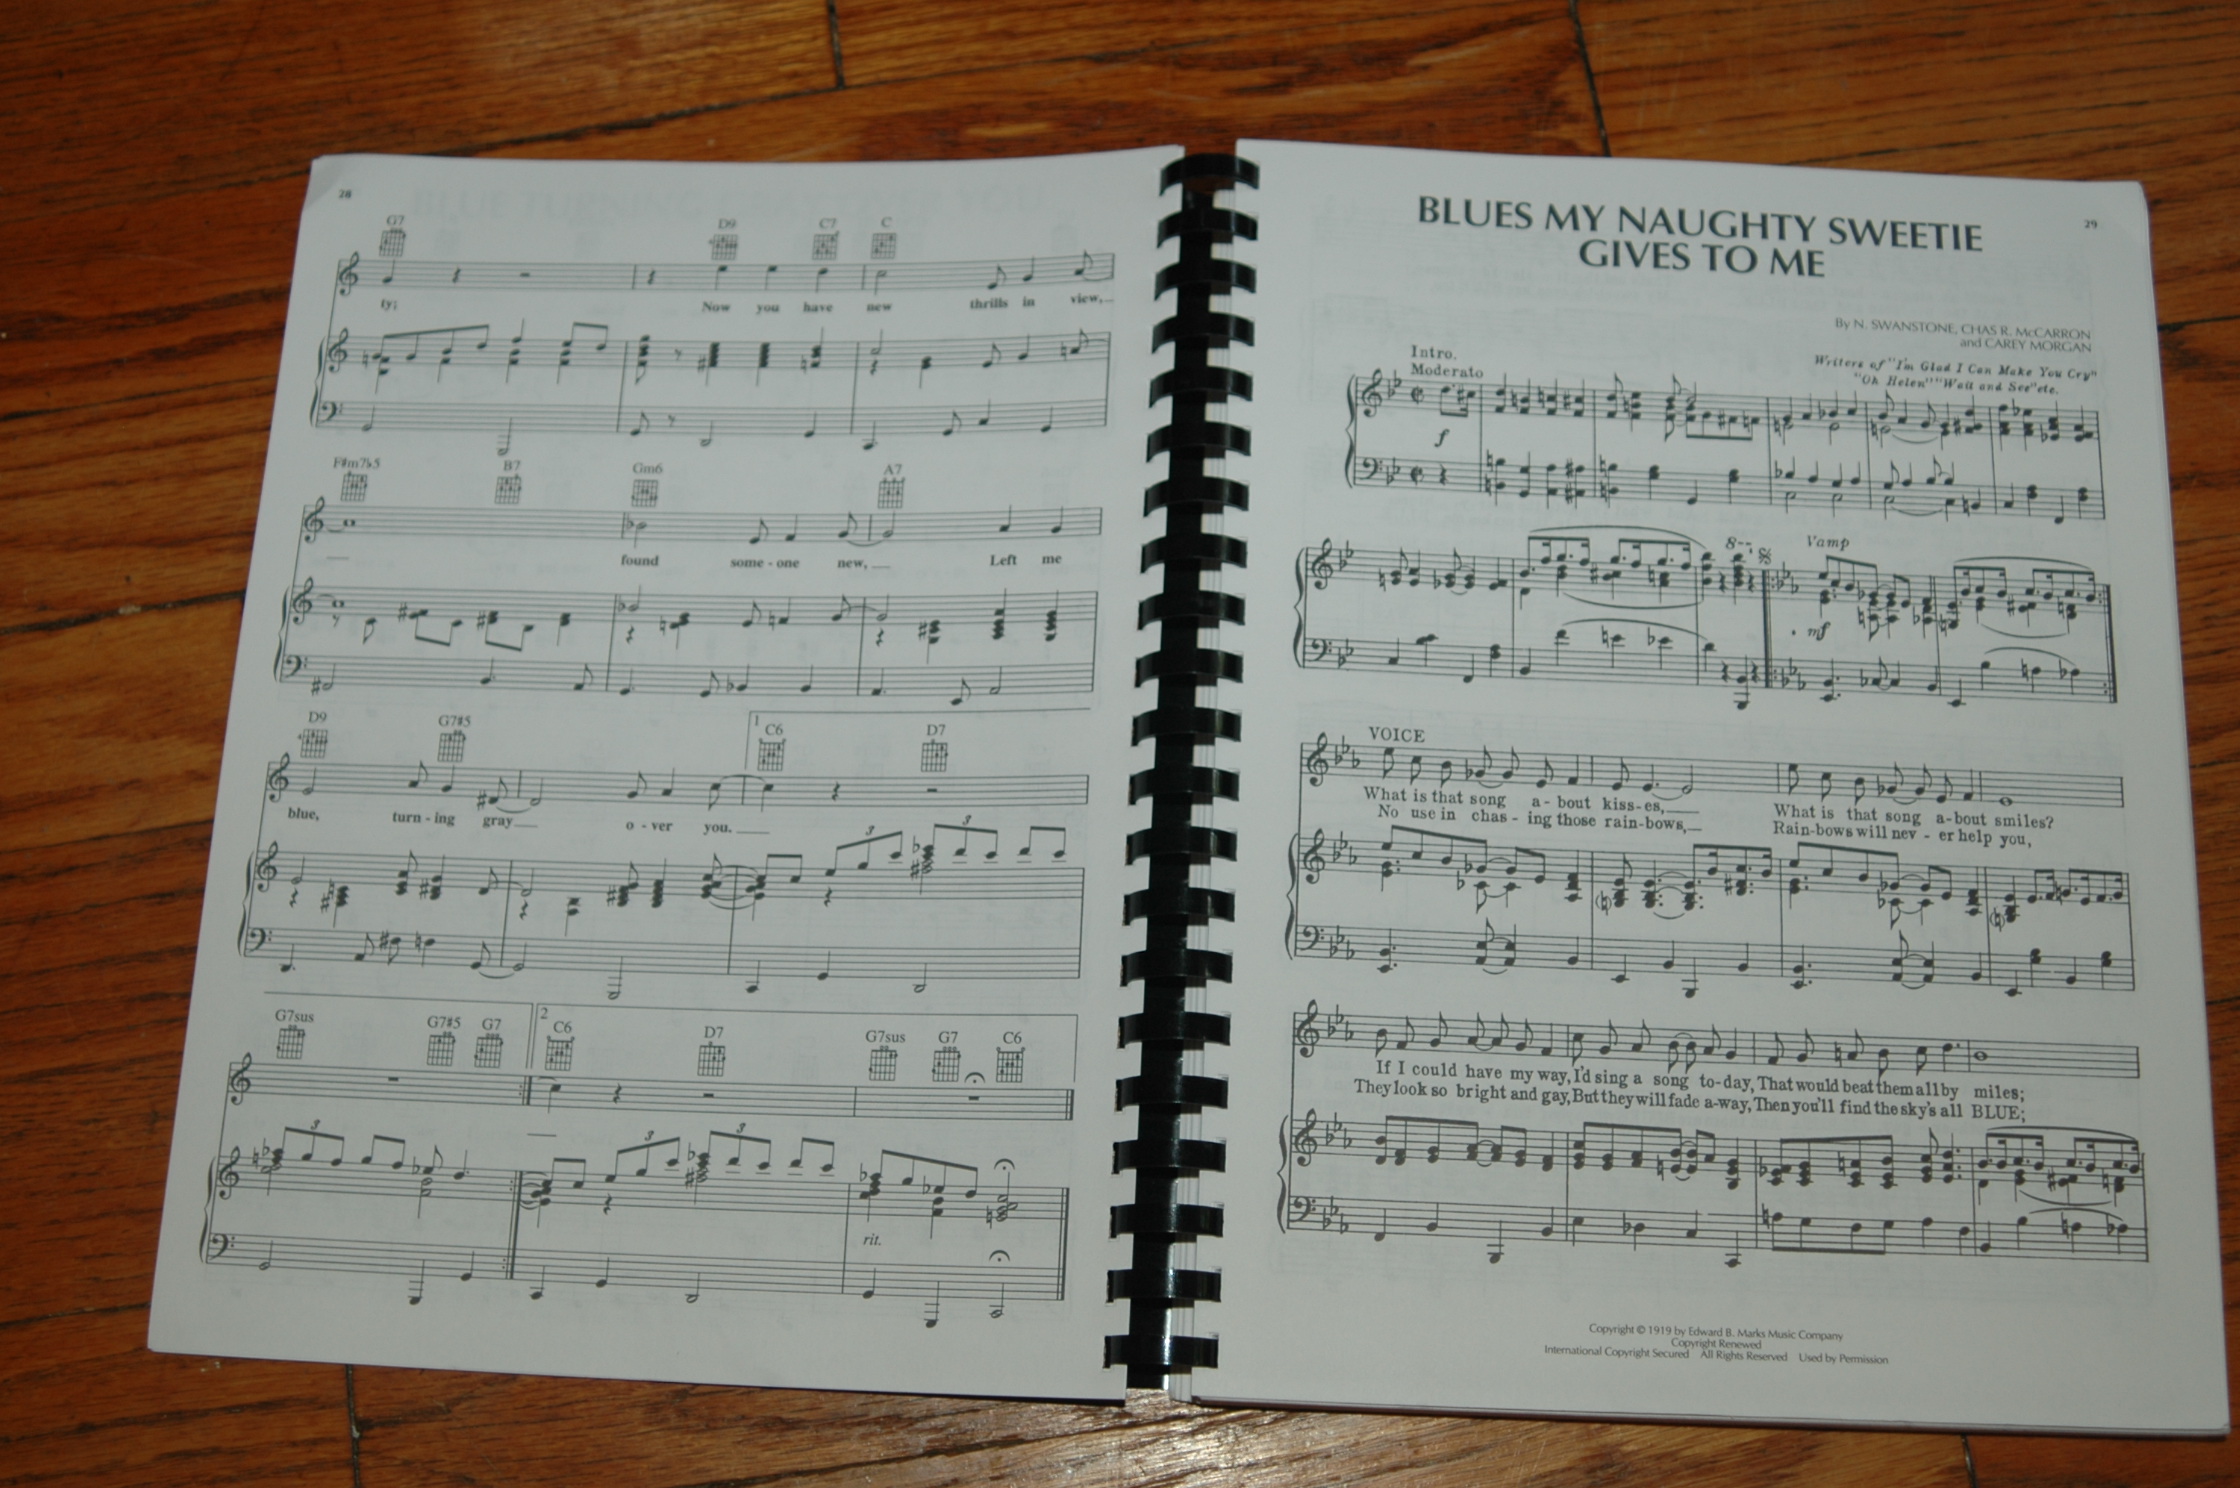 28
G7 D9 C7 C
ty; Now you have new thrills in view,
F#m7b5 B7 Gm6 A7
found some - one new, Left me
D9 G7#5 1 C6 D7
blue, turn - ing gray o - ver you.
3 3
G7sus G7#5 G7 2 C6 D7 G7sus G7 C6
3 3 3
rit.
29
BLUES MY NAUGHTY SWEETIE
GIVES TO ME
By N. SWANSTONE, CHAS R. McCARRON
and CAREY MORGAN
Writers of "I'm Glad I Can Make You Cry"
"Oh Helen" "Wait and See" etc.
Intro.
Moderato
f
8--
Vamp
mf
VOICE
What is that song a - bout kiss - es, What is that song a-bout smiles?
No use in chas - ing those rain-bows, Rain-bows will nev - er help you,
If I could have my way, I'd sing a song to-day, That would beat them all by miles;
They look so bright and gay, But they will fade a-way, Then you'll find the sky's all BLUE;
Copyright © 1919 by Edward B. Marks Music Company
Copyright Renewed
International Copyright Secured All Rights Reserved Used by Permission